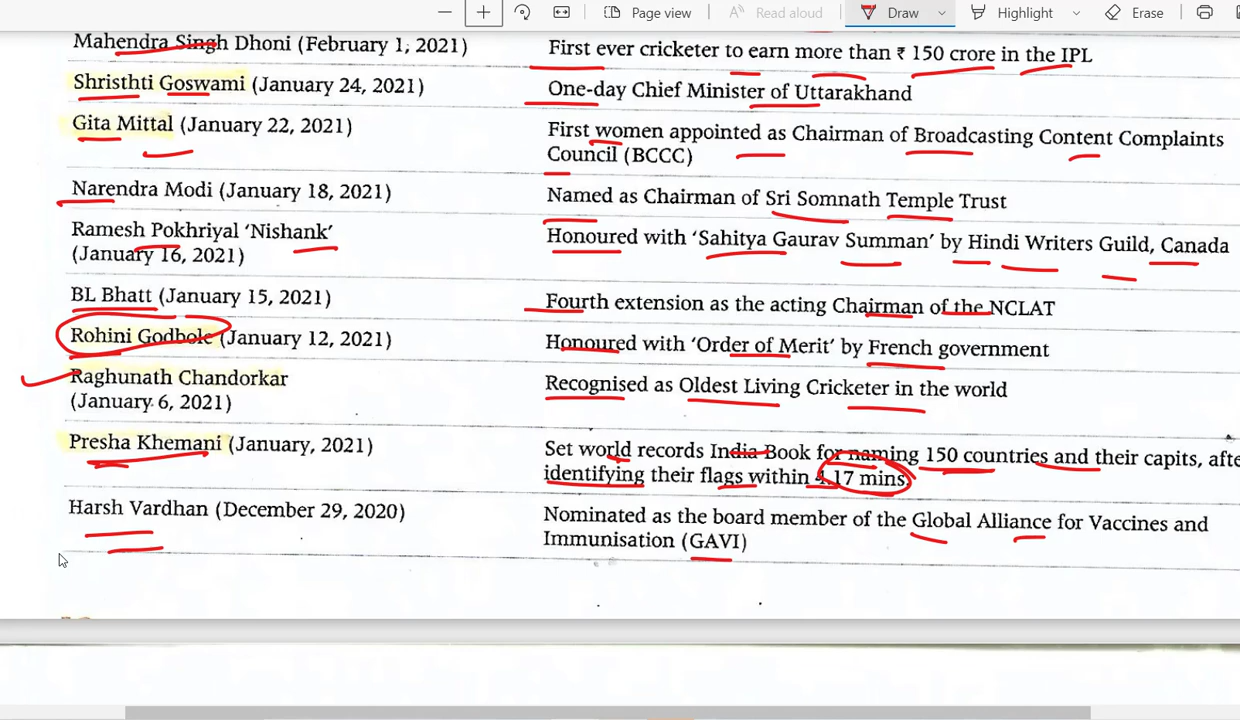 Page view
Read aloud
Draw
Highlight
Erase
Mahendra Singh Dhoni (February 1, 2021) First ever cricketer to earn more than ₹ 150 crore in the IPL
Shristhti Goswami (January 24, 2021) One-day Chief Minister of Uttarakhand
Gita Mittal (January 22, 2021) First women appointed as Chairman of Broadcasting Content Complaints
Council (BCCC)
Narendra Modi (January 18, 2021) Named as Chairman of Sri Somnath Temple Trust
Ramesh Pokhriyal ‘Nishank’ Honoured with ‘Sahitya Gaurav Summan’ by Hindi Writers Guild, Canada
(January 16, 2021)
BL Bhatt (January 15, 2021) Fourth extension as the acting Chairman of the NCLAT
Rohini Godbole (January 12, 2021) Honoured with ‘Order of Merit’ by French government
Raghunath Chandorkar Recognised as Oldest Living Cricketer in the world
(January 6, 2021)
Presha Khemani (January, 2021) Set world records India Book for naming 150 countries and their capits, afte
identifying their flags within 4.17 mins.
Harsh Vardhan (December 29, 2020) Nominated as the board member of the Global Alliance for Vaccines and
Immunisation (GAVI)